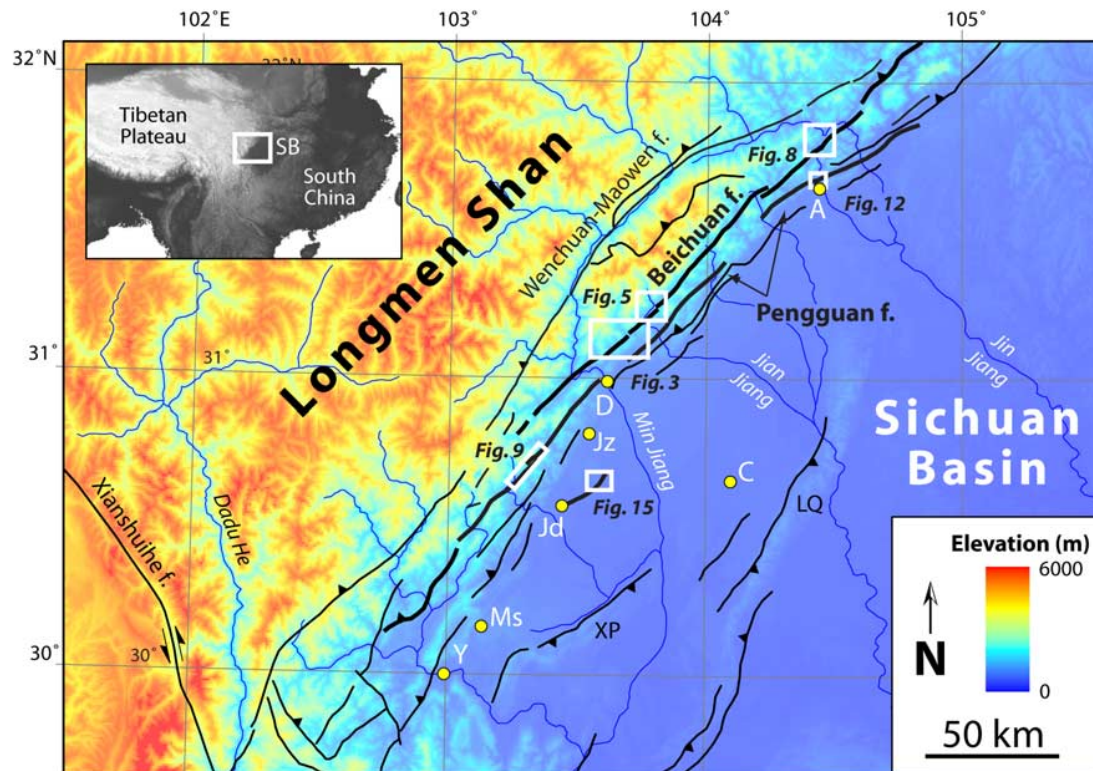 102°E
103°
104°
105°
32°N
32°N
Tibetan
Plateau
SB
South
China
Longmen Shan
Wenchuan-Maowen f.
Beichuan f.
Fig. 8
A
Fig. 12
Fig. 5
Pengguan f.
31°
31°
Fig. 3
D
Jian
Jiang
Jin
Jiang
Min Jiang
Sichuan
Basin
Jz
Fig. 9
C
Fig. 15
Jd
LQ
Xianshuihe f.
Dadu He
Ms
XP
Y
30°
30°
Elevation (m)
6000
0
N
50 km